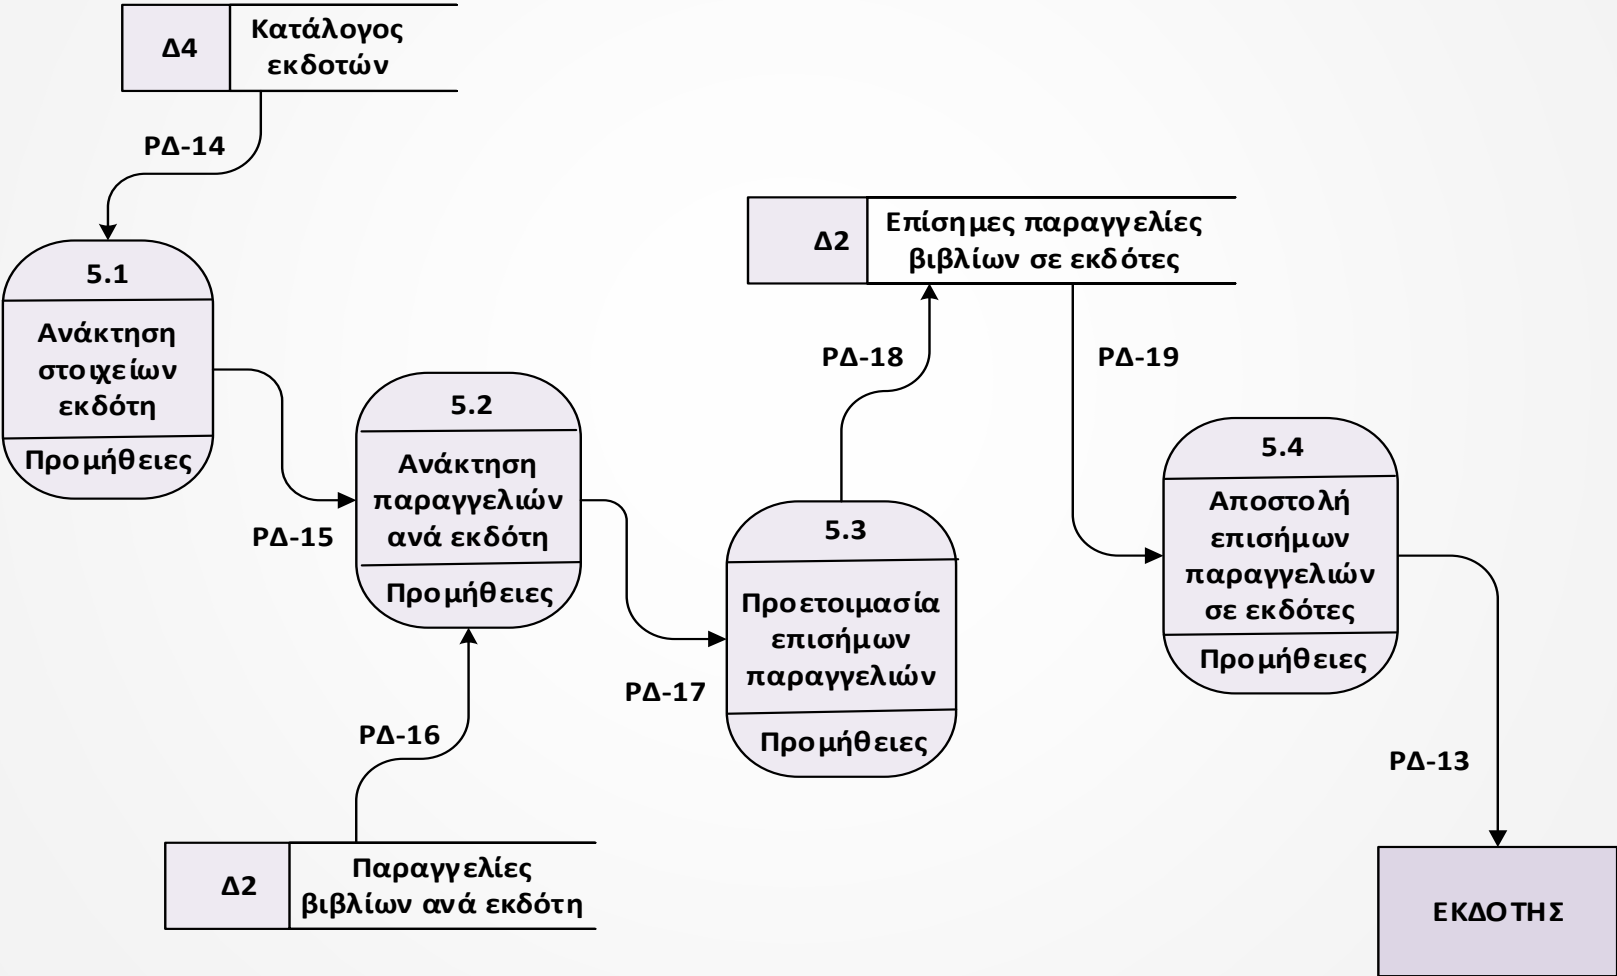 Δ4
Κατάλογος
εκδοτών
ΡΔ-14
5.1
Ανάκτηση
στοιχείων
εκδότη
Προμήθειες
ΡΔ-15
5.2
Ανάκτηση
παραγγελιών
ανά εκδότη
Προμήθειες
ΡΔ-16
Δ2
Παραγγελίες
βιβλίων ανά εκδότη
ΡΔ-17
5.3
Προετοιμασία
επισήμων
παραγγελιών
Προμήθειες
ΡΔ-18
Δ2
Επίσημες παραγγελίες
βιβλίων σε εκδότες
ΡΔ-19
5.4
Αποστολή
επισήμων
παραγγελιών
σε εκδότες
Προμήθειες
ΡΔ-13
ΕΚΔΟΤΗΣ